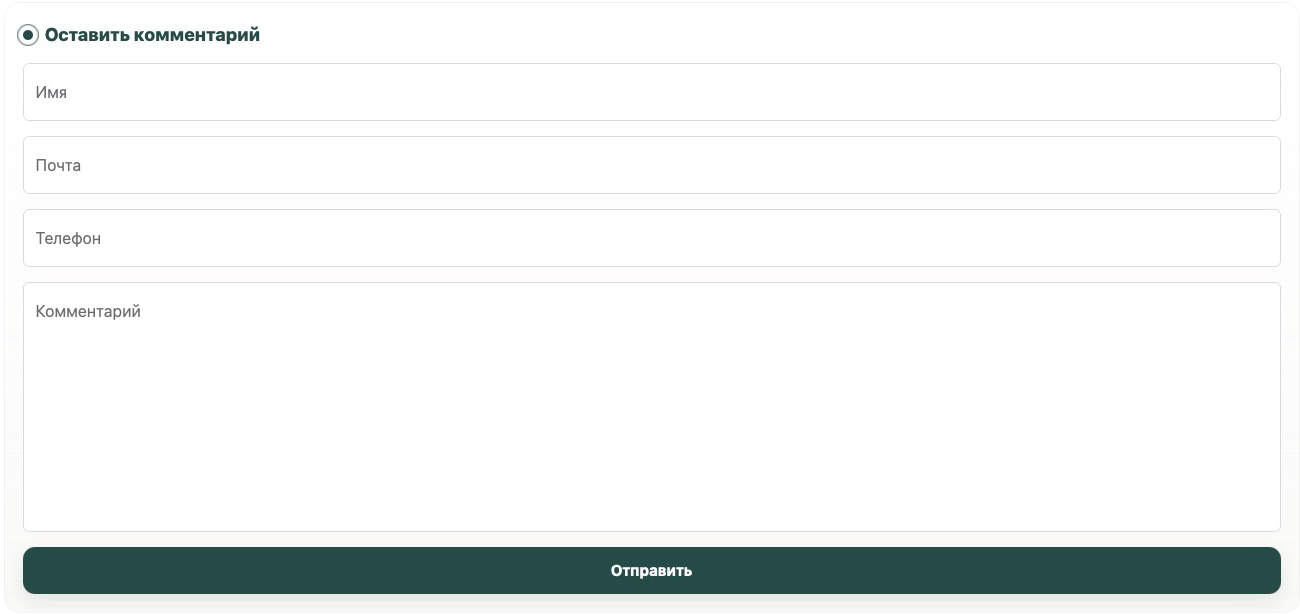 Оставить комментарий
Имя
Почта
Телефон
Комментарий
Отправить